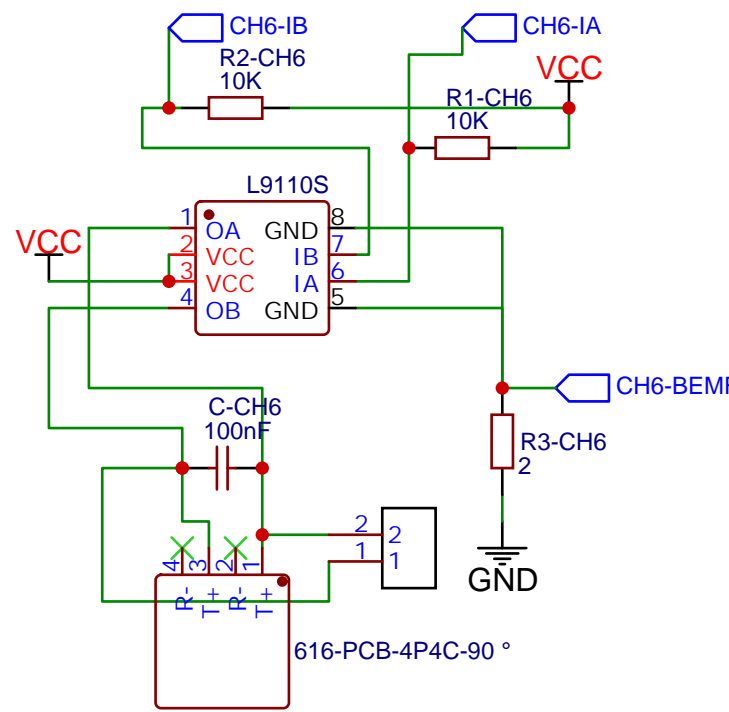 CH6-IB
CH6-IA
R2-CH6
10K
VCC
R1-CH6
10K
L9110S
1
OA
GND
8
VCC
2
VCC
IB
7
3
VCC
IA
6
4
OB
GND
5
CH6-BEMF
C-CH6
100nF
R3-CH6
2
2
2
1
1
4
3
2
1
R-
T+
R-
T+
GND
616-PCB-4P4C-90 °